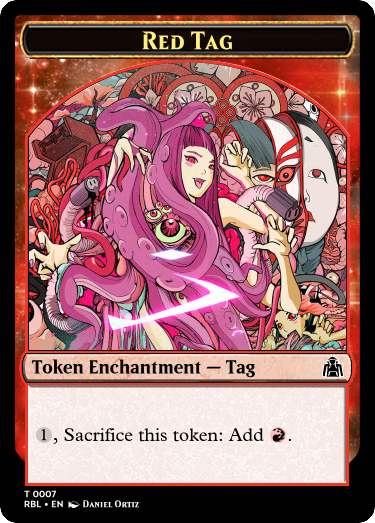 Red Tag
Token Enchantment — Tag
1, Sacrifice this token: Add .
T 0007
RBL • EN Daniel Ortiz